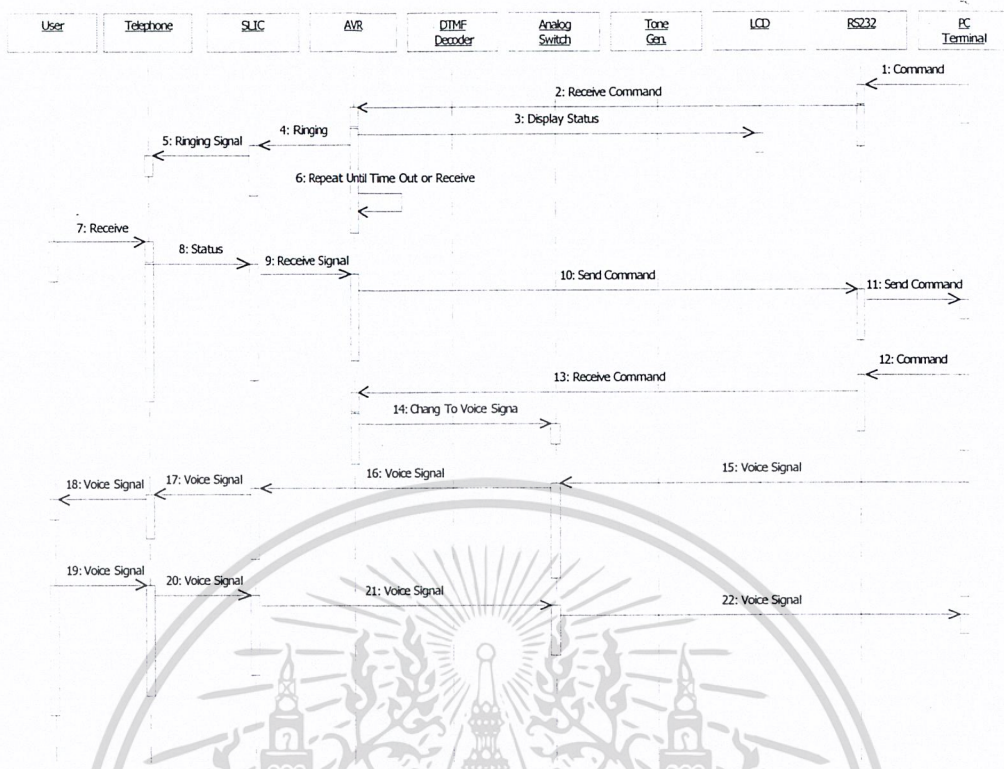 User
Telephone
SLIC
AVR
DTMF
Decoder
Analog
Switch
Tone
Gen.
LCD
RS232
PC
Terminal
1: Command
2: Receive Command
3: Display Status
4: Ringing
5: Ringing Signal
6: Repeat Until Time Out or Receive
7: Receive
8: Status
9: Receive Signal
10: Send Command
11: Send Command
12: Command
13: Receive Command
14: Chang To Voice Signa
15: Voice Signal
16: Voice Signal
17: Voice Signal
18: Voice Signal
19: Voice Signal
20: Voice Signal
21: Voice Signal
22: Voice Signal